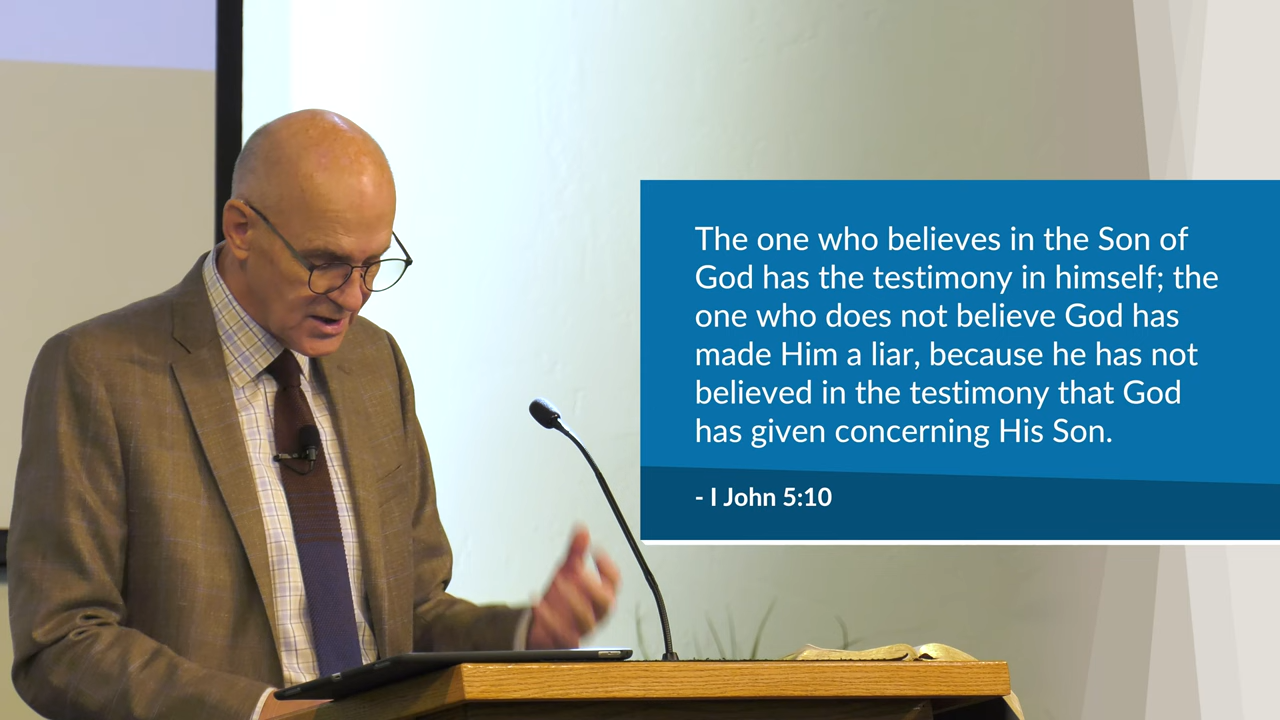 The one who believes in the Son of
God has the testimony in himself; the
one who does not believe God has
made Him a liar, because he has not
believed in the testimony that God
has given concerning His Son.
- I John 5:10